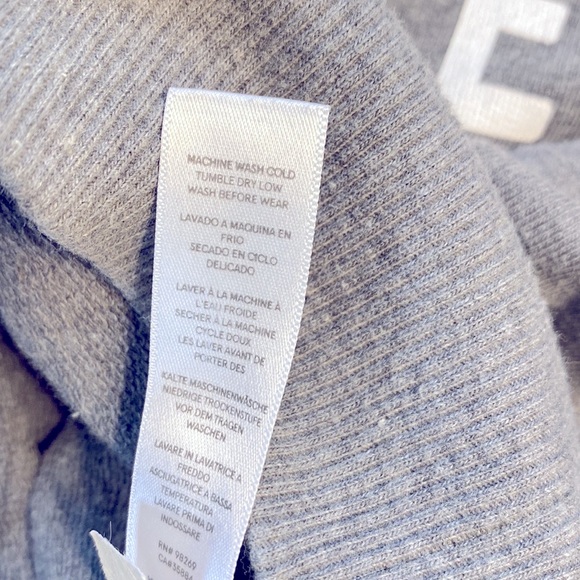 E
MACHINE WASH COLD
TUMBLE DRY LOW
WASH BEFORE WEAR
LAVADO A MAQUINA EN
FRIO
SECADO EN CICLO
DELICADO
LAVER À LA MACHINE À
L'EAU FROIDE
SECHER À LA MACHINE
CYCLE DOUX
LES LAVER AVANT DE
PORTER DES
KALTE MASCHINENWÄSCHE
NIEDRIGE TROCKENSTUFE
VOR DEM TRAGEN
WASCHEN
LAVARE IN LAVATRICE A
FREDDO
ASCIUGATRICE A BASSA
TEMPERATURA
LAVARE PRIMA DI
INDOSSARE
RN# 98269